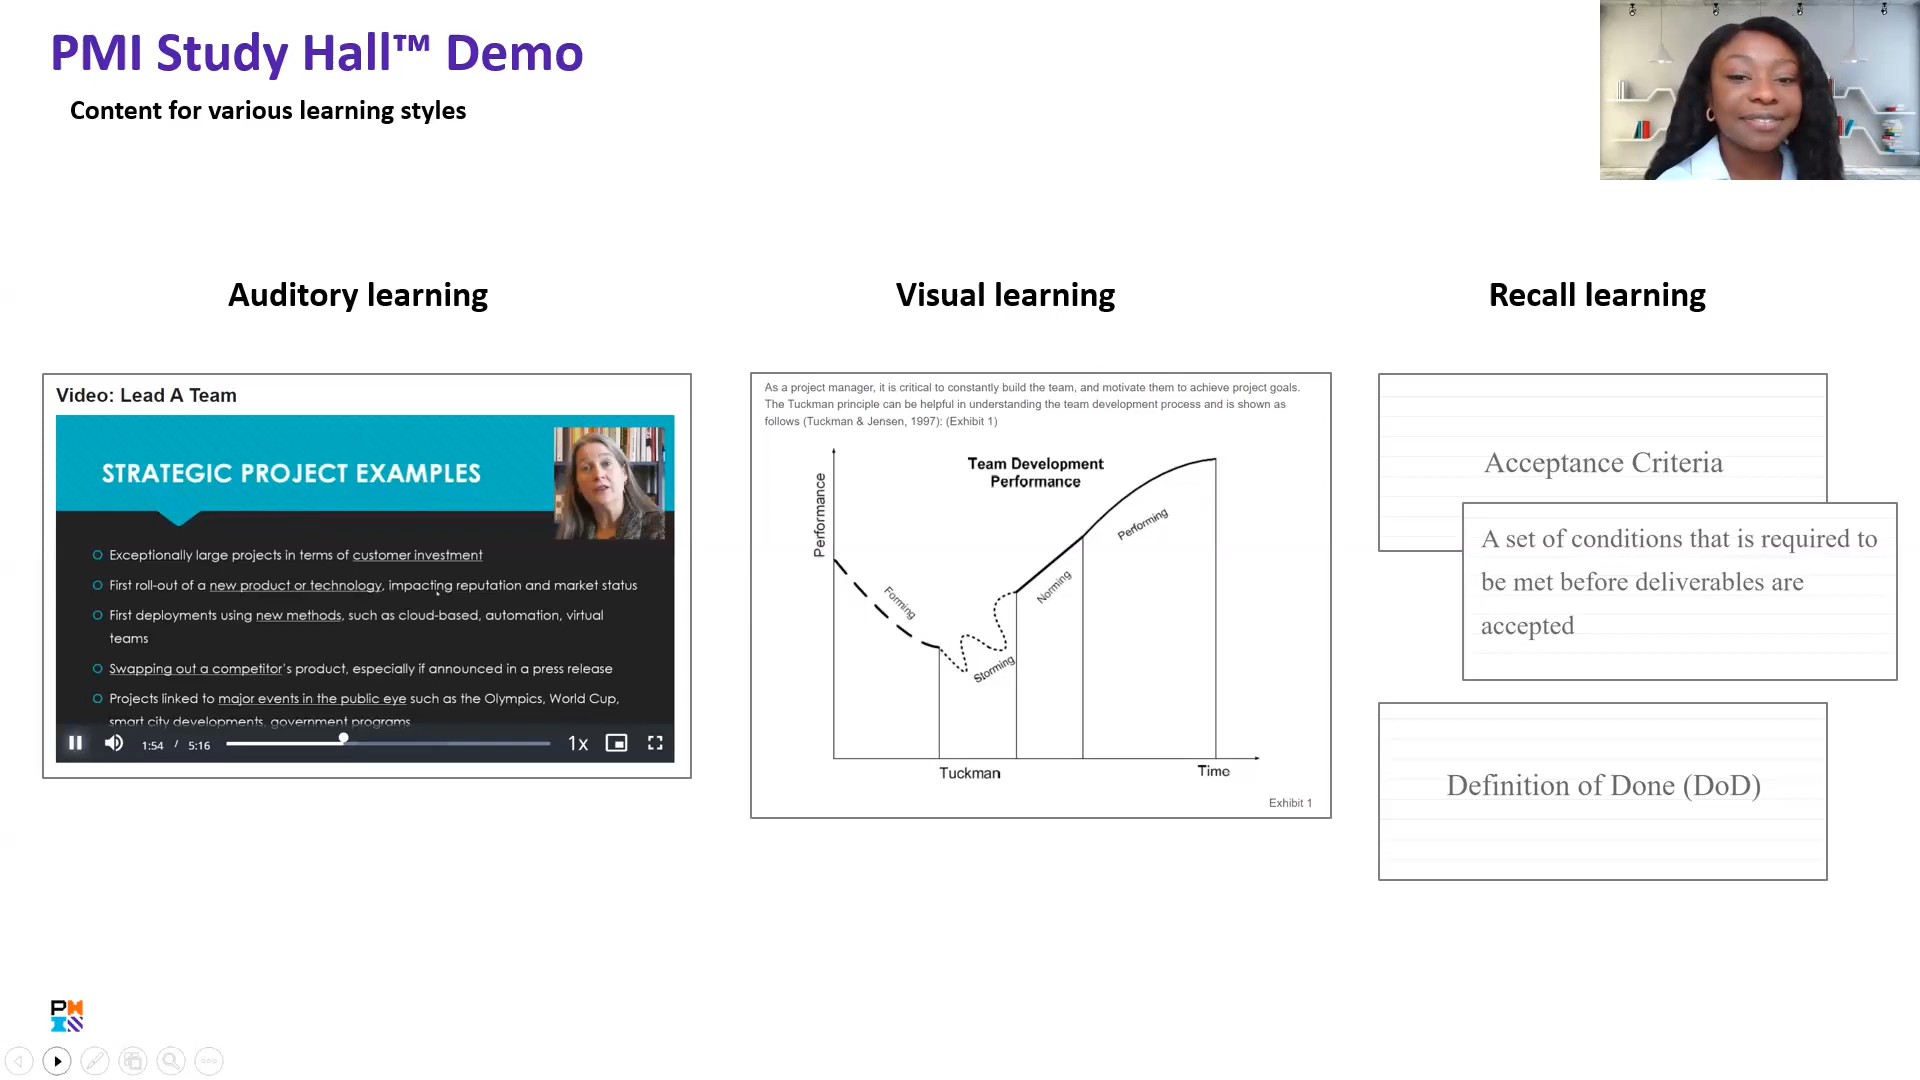 PMI Study Hall™ Demo
Content for various learning styles
Auditory learning
Visual learning
Recall learning
Video: Lead A Team
STRATEGIC PROJECT EXAMPLES
Exceptionally large projects in terms of customer investment
First roll-out of a new product or technology, impacting reputation and market status
First deployments using new methods, such as cloud-based, automation, virtual
teams
Swapping out a competitor's product, especially if announced in a press release
Projects linked to major events in the public eye such as the Olympics, World Cup,
smart city developments, government programs
1:54 / 5:16
1x
As a project manager, it is critical to constantly build the team, and motivate them to achieve project goals.
The Tuckman principle can be helpful in understanding the team development process and is shown as
follows (Tuckman & Jensen, 1997): (Exhibit 1)
Team Development
Performance
Performance
Forming
Storming
Norming
Performing
Tuckman
Time
Exhibit 1
Acceptance Criteria
A set of conditions that is required to
be met before deliverables are
accepted
Definition of Done (DoD)
PM
I